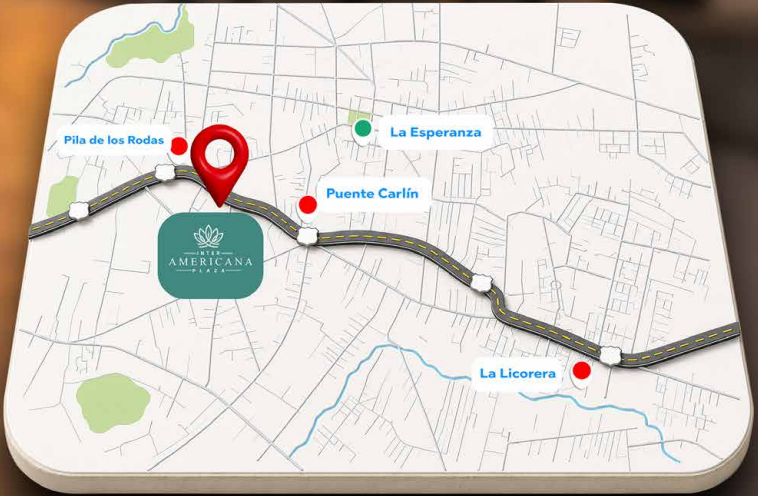 La Esperanza
Pila de los Rodas
Puente Carlín
INTER
AMERICANA
PLAZA
La Licorera